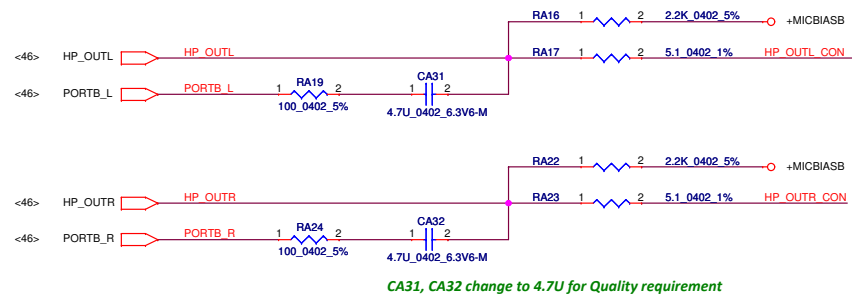 RA16 1 2 2.2K_0402_5% +MICBIASB
<46> HP_OUTL HP_OUTL RA17 1 2 5.1_0402_1% HP_OUTL_CON
<46> PORTB_L PORTB_L 1 RA19 2 1 CA31 2
100_0402_5% 4.7U_0402_6.3V6-M
RA22 1 2 2.2K_0402_5% +MICBIASB
<46> HP_OUTR HP_OUTR RA23 1 2 5.1_0402_1% HP_OUTR_CON
<46> PORTB_R PORTB_R 1 RA24 2 1 CA32 2
100_0402_5% 4.7U_0402_6.3V6-M
CA31, CA32 change to 4.7U for Quality requirement